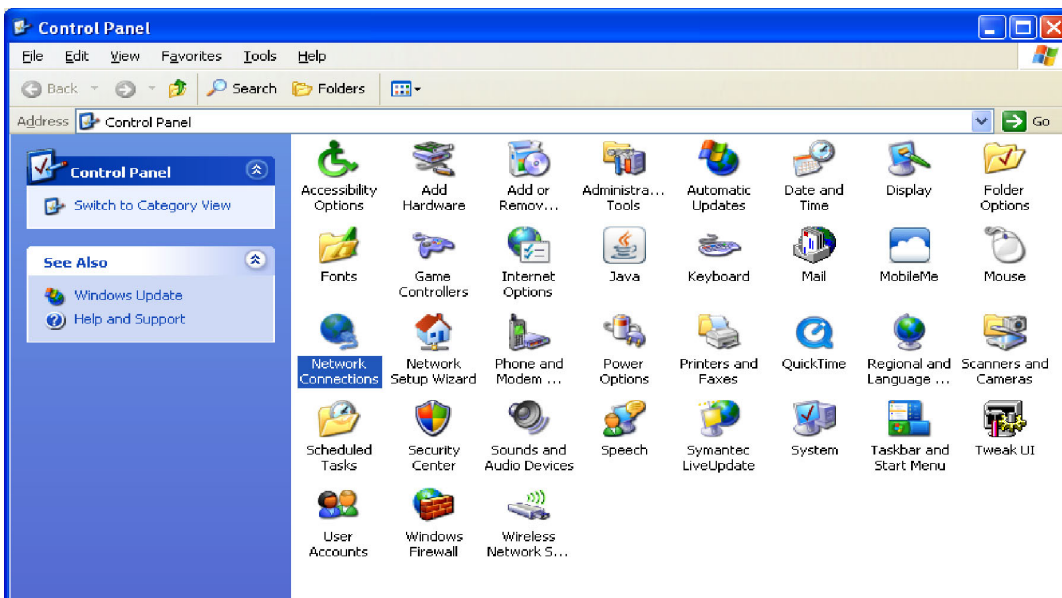 Control Panel
File Edit View Favorites Tools Help
Back Search Folders
Address Control Panel Go
Control Panel
Switch to Category View
See Also
Windows Update
Help and Support
Accessibility Options
Add Hardware
Add or Remov...
Administra... Tools
Automatic Updates
Date and Time
Display
Folder Options
Fonts
Game Controllers
Internet Options
Java
Keyboard
Mail
MobileMe
Mouse
Network Connections
Network Setup Wizard
Phone and Modem ...
Power Options
Printers and Faxes
QuickTime
Regional and Language ...
Scanners and Cameras
Scheduled Tasks
Security Center
Sounds and Audio Devices
Speech
Symantec LiveUpdate
System
Taskbar and Start Menu
Tweak UI
User Accounts
Windows Firewall
Wireless Network S...